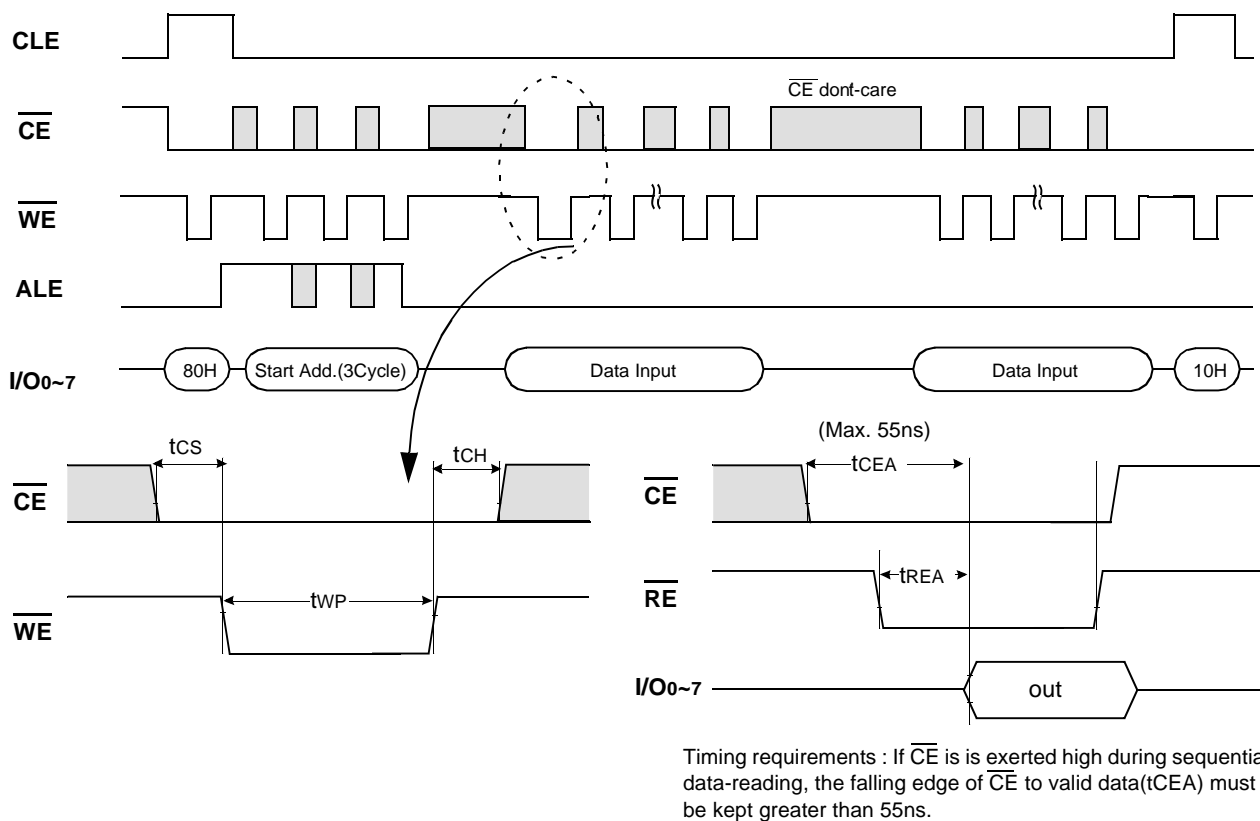 CLE
CE dont-care
CE
WE
ALE
I/O0~7
80H
Start Add.(3Cycle)
Data Input
Data Input
10H
tCS
tCH
CE
tWP
WE
(Max. 55ns)
tCEA
CE
tREA
RE
I/O0~7
out
Timing requirements : If CE is is exerted high during sequentia
data-reading, the falling edge of CE to valid data(tCEA) must
be kept greater than 55ns.